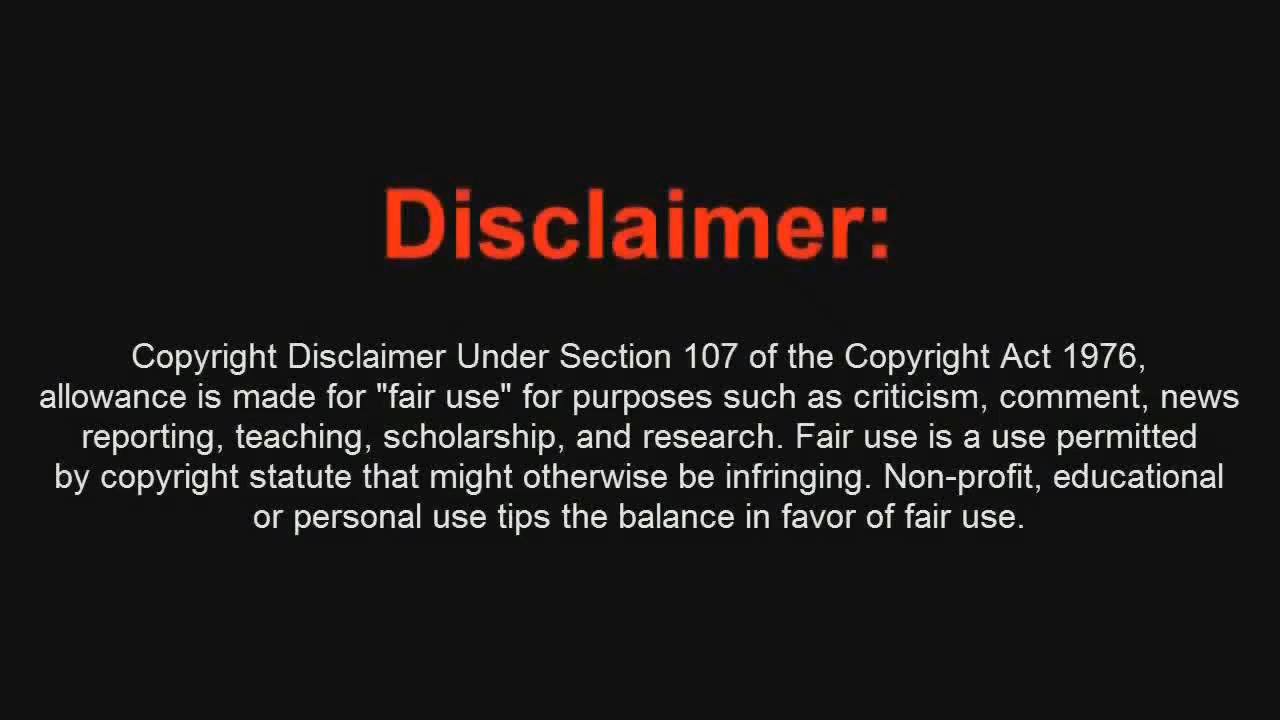 Disclaimer:
Copyright Disclaimer Under Section 107 of the Copyright Act 1976,
allowance is made for "fair use" for purposes such as criticism, comment, news
reporting, teaching, scholarship, and research. Fair use is a use permitted
by copyright statute that might otherwise be infringing. Non-profit, educational
or personal use tips the balance in favor of fair use.